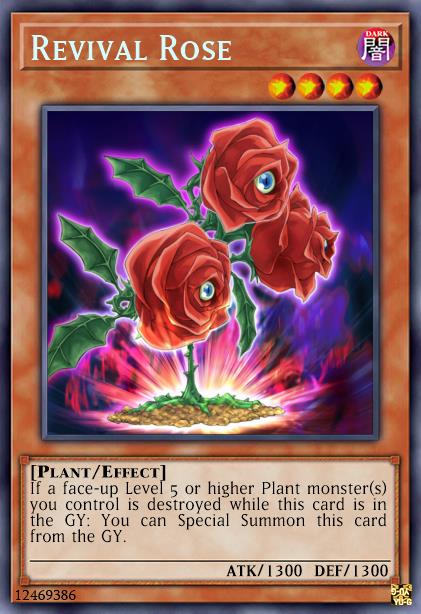 Revival Rose
DARK
闇
[Plant/Effect]
If a face-up Level 5 or higher Plant monster(s)
you control is destroyed while this card is in
the GY: You can Special Summon this card
from the GY.
ATK/1300 DEF/1300
12469386